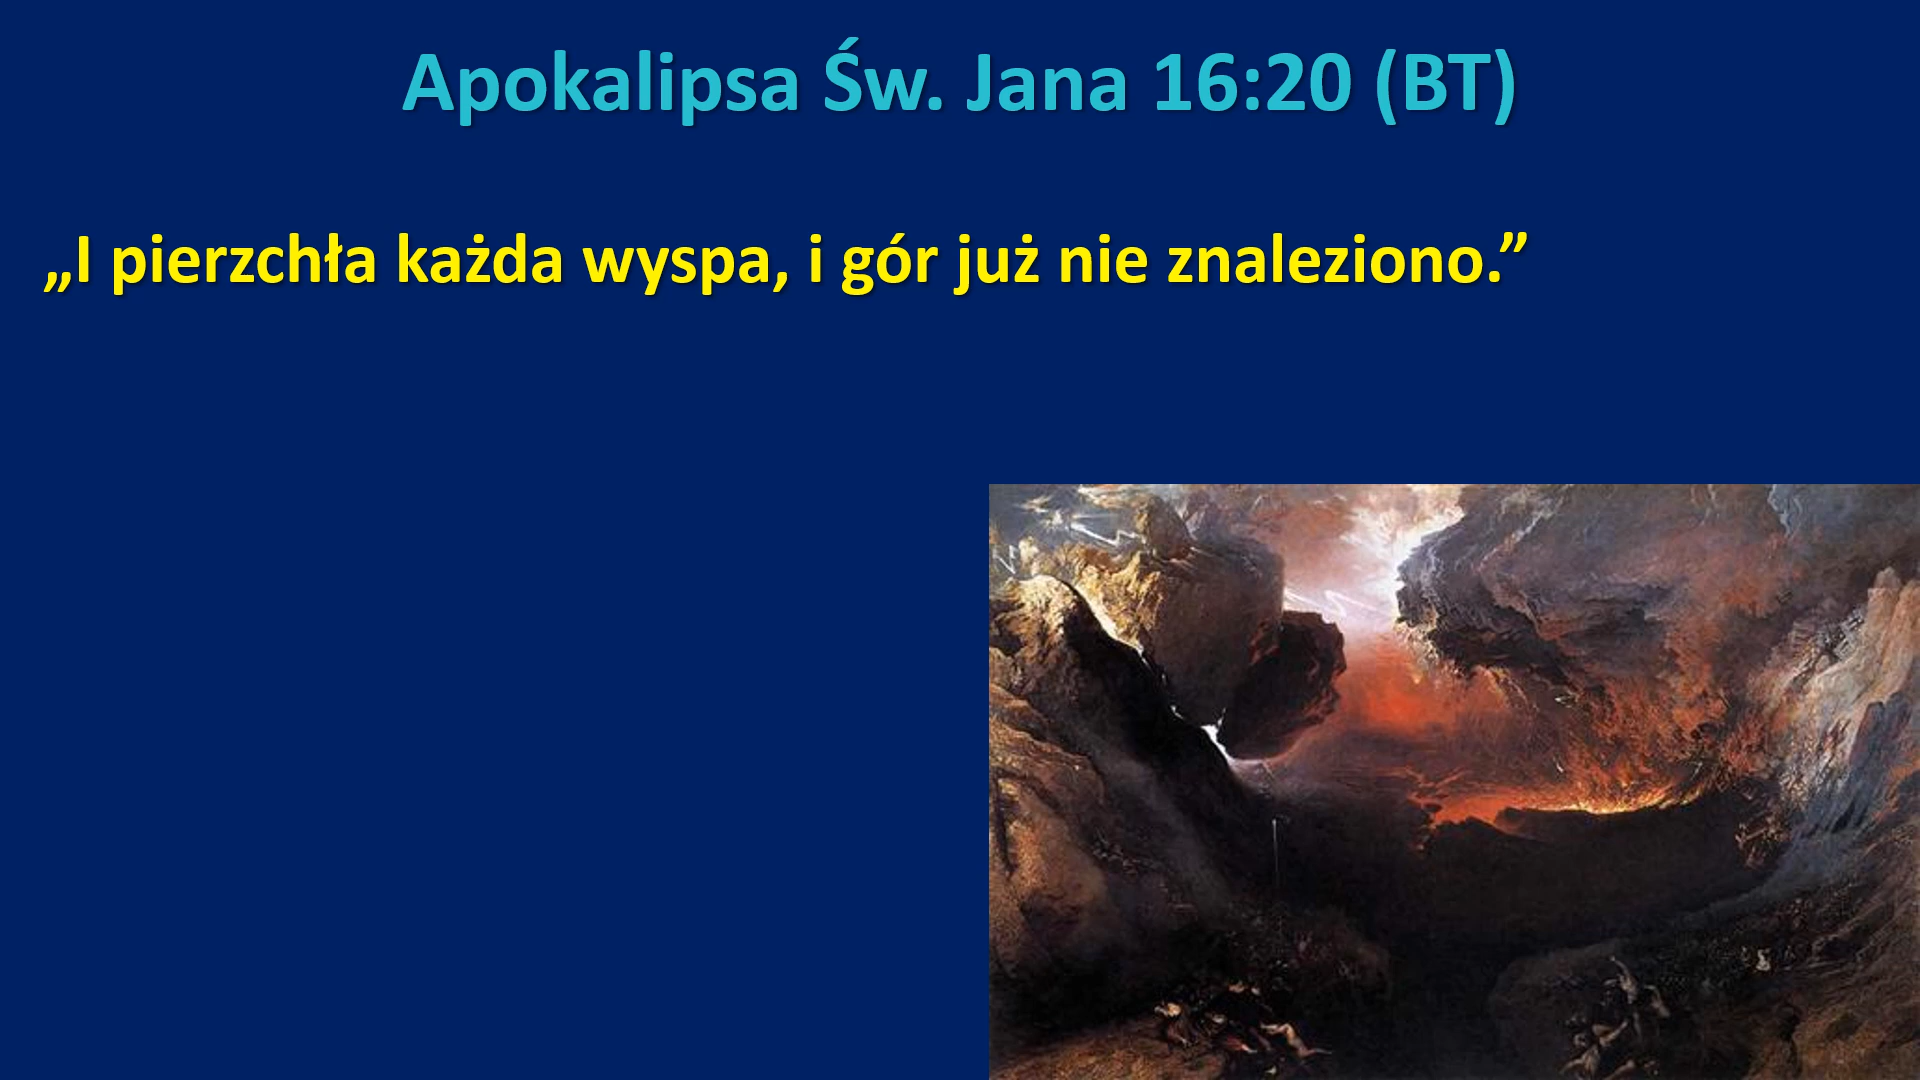 Apokalipsa Św. Jana 16:20 (BT)
„I pierzchła każda wyspa, i gór już nie znaleziono.”